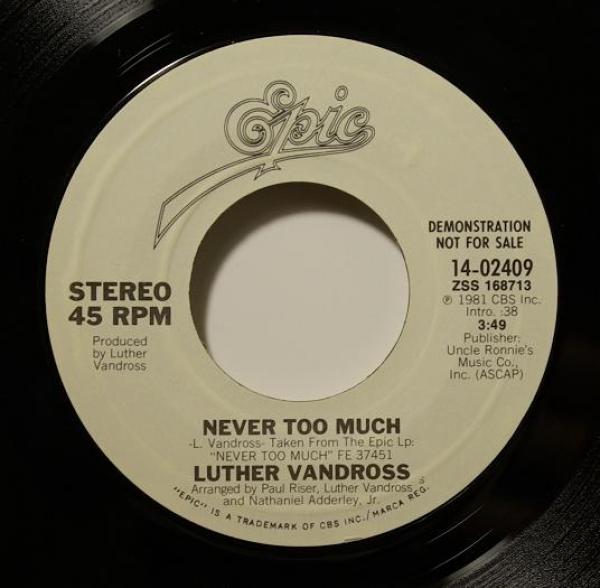 Epic
DEMONSTRATION
NOT FOR SALE
14-02409
ZSS 168713
℗ 1981 CBS Inc.
Intro. :38
3:49
Publisher:
Uncle Ronnie's
Music Co.,
Inc. (ASCAP)
STEREO
45 RPM
Produced
by Luther
Vandross
NEVER TOO MUCH
-L. Vandross- Taken From The Epic Lp:
"NEVER TOO MUCH" FE 37451
LUTHER VANDROSS
Arranged by Paul Riser, Luther Vandross
and Nathaniel Adderley, Jr.
"EPIC" IS A TRADEMARK OF CBS INC./MARCA REG.